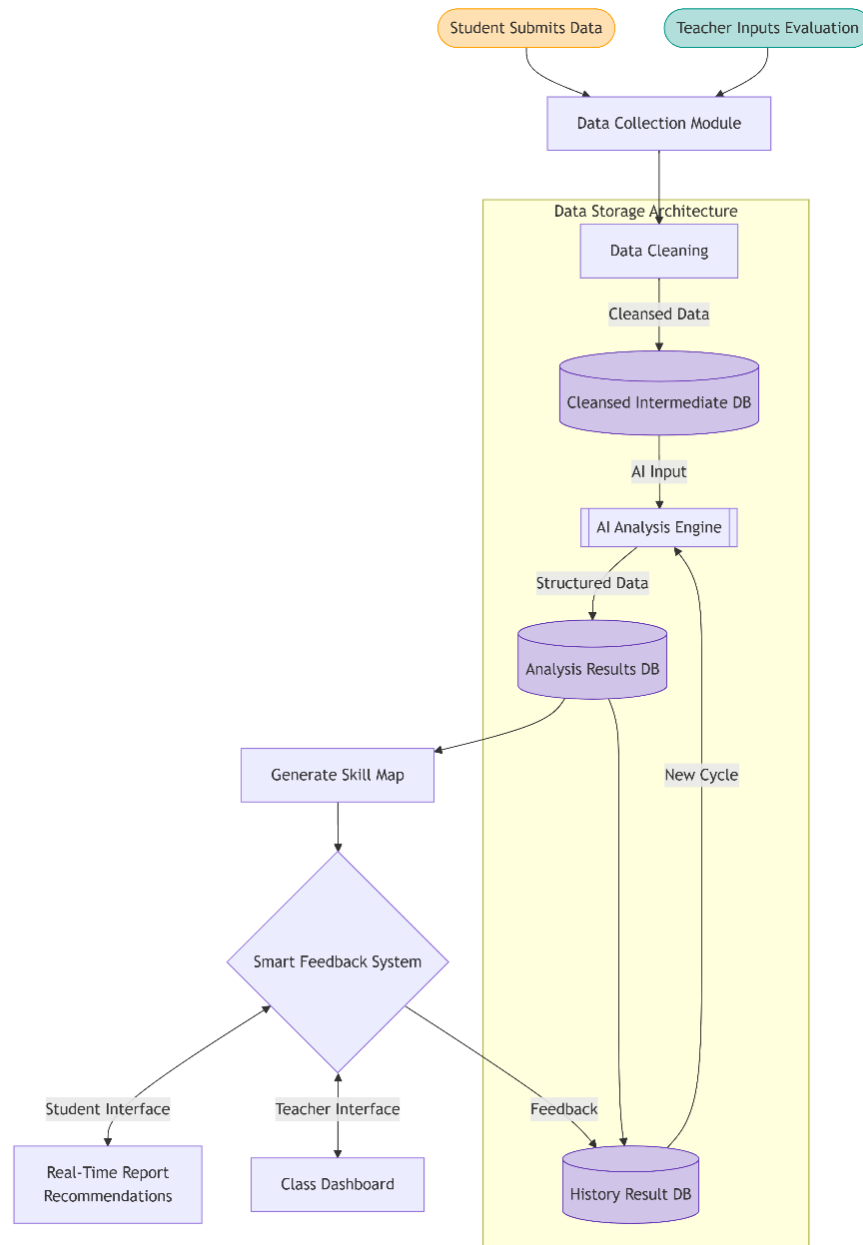 Student Submits Data
Teacher Inputs Evaluation
Data Collection Module
Data Storage Architecture
Data Cleaning
Cleansed Data
Cleansed Intermediate DB
AI Input
AI Analysis Engine
Structured Data
Analysis Results DB
Generate Skill Map
New Cycle
Smart Feedback System
Student Interface
Teacher Interface
Feedback
Real-Time Report
Recommendations
Class Dashboard
History Result DB